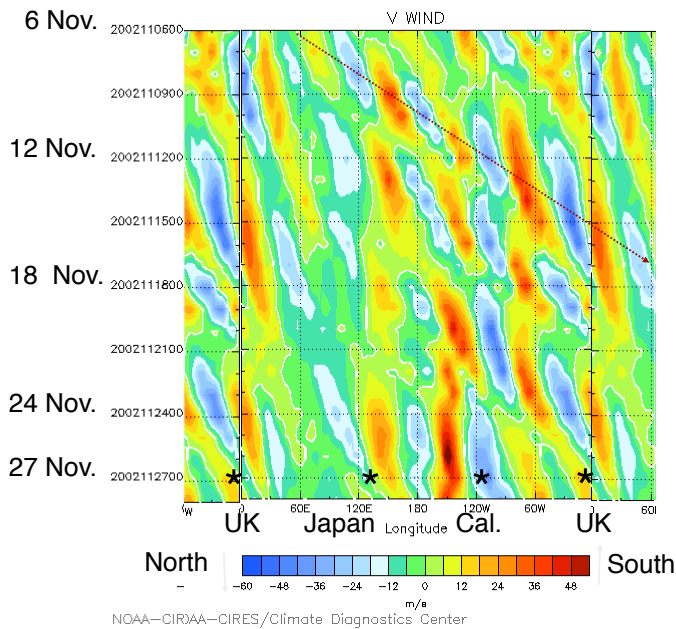 V WIND
6 Nov.
2002110600
2002110900
12 Nov.
2002111200
2002111500
18 Nov.
2002111800
2002112100
24 Nov.
2002112400
27 Nov.
2002112700
* * * *
W 0 60E 120E 180 120W 60W 0 60E
UK Japan Longitude Cal. UK
North South
−60 −48 −36 −24 −12 0 12 24 36 48
m/s
NOAA−CIRES/Climate Diagnostics Center